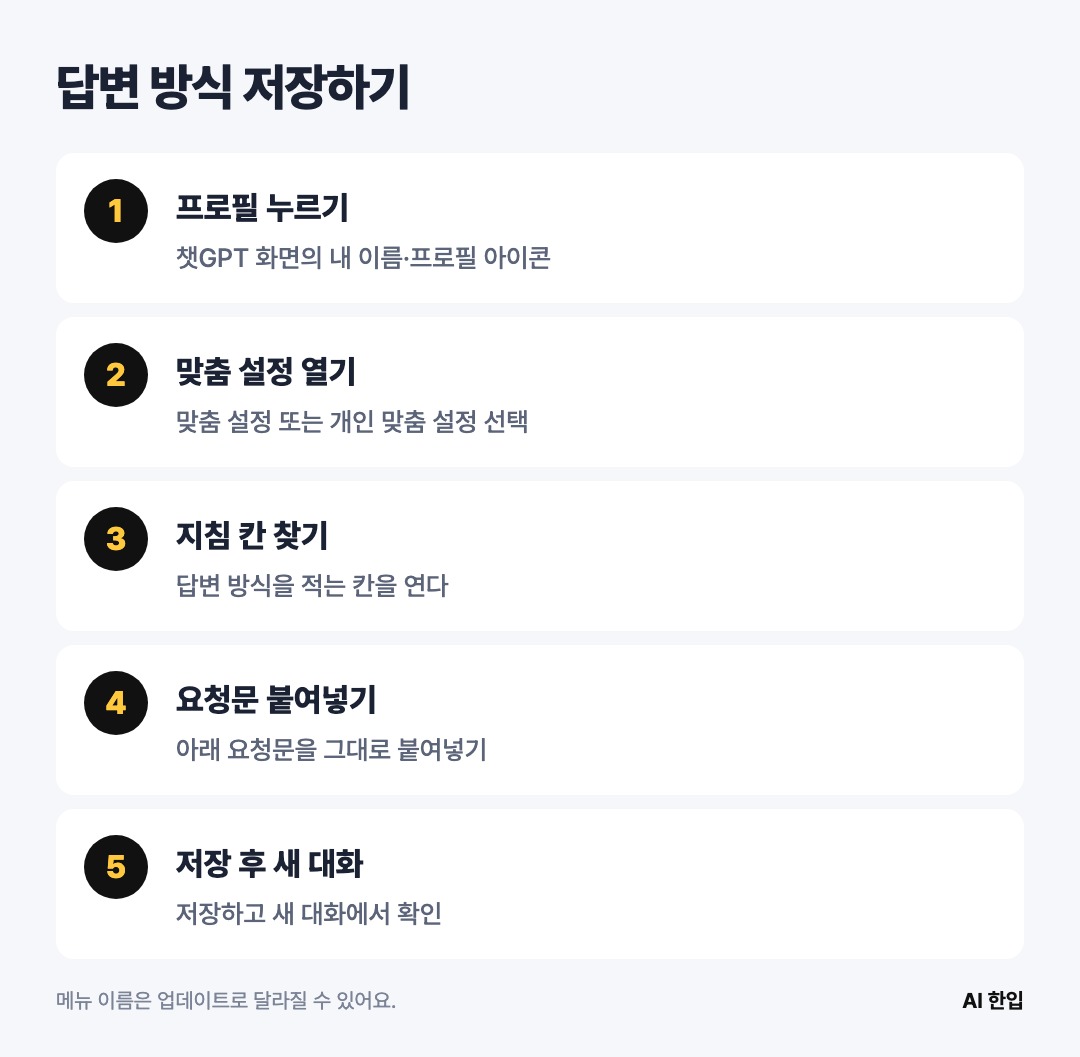 답변 방식 저장하기
1
프로필 누르기
챗GPT 화면의 내 이름·프로필 아이콘
2
맞춤 설정 열기
맞춤 설정 또는 개인 맞춤 설정 선택
3
지침 칸 찾기
답변 방식을 적는 칸을 연다
4
요청문 붙여넣기
아래 요청문을 그대로 붙여넣기
5
저장 후 새 대화
저장하고 새 대화에서 확인
메뉴 이름은 업데이트로 달라질 수 있어요.
AI 한입